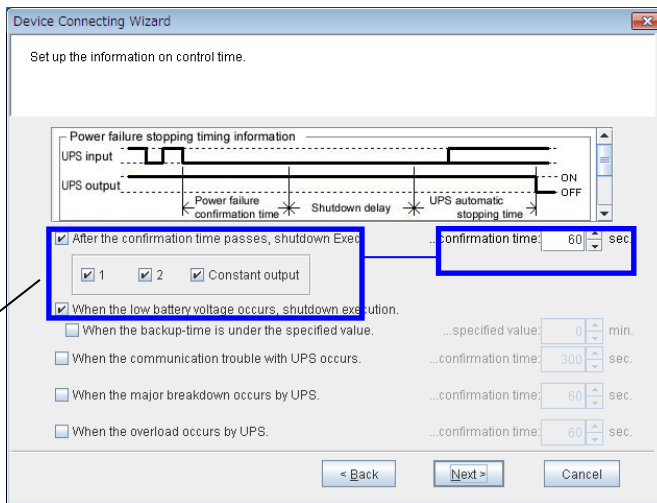 Device Connecting Wizard
Set up the information on control time.
Power failure stopping timing information
UPS input
UPS output
ON
OFF
Power failure
confirmation time
Shutdown delay
UPS automatic
stopping time
After the confirmation time passes, shutdown Exec ...confirmation time: 60 sec.
1 2 Constant output
When the low battery voltage occurs, shutdown execution.
When the backup-time is under the specified value. ...specified value: 0 min.
When the communication trouble with UPS occurs. ...confirmation time: 300 sec.
When the major breakdown occurs by UPS. ...confirmation time: 60 sec.
When the overload occurs by UPS. ...confirmation time: 60 sec.
< Back Next > Cancel